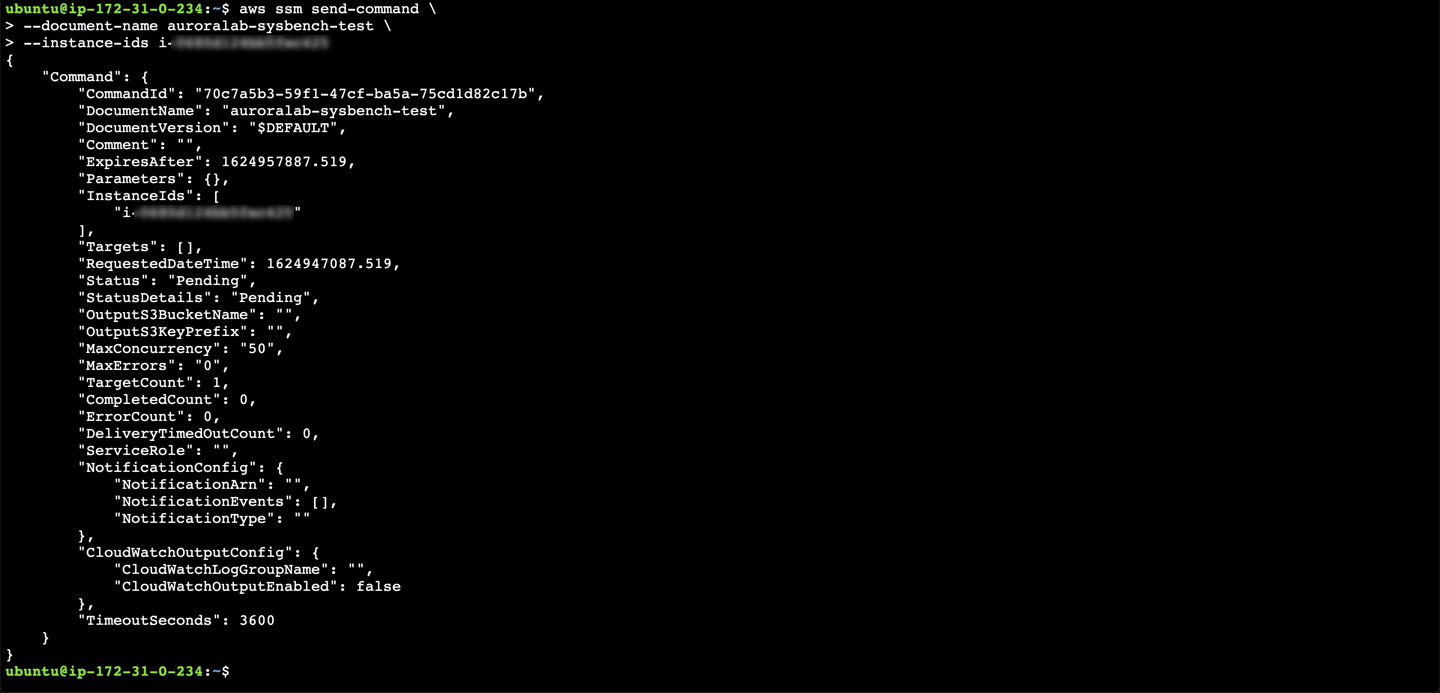 ubuntu@ip-172-31-0-234:~$ aws ssm send-command \
> --document-name auroralab-sysbench-test \
> --instance-ids i-
{
    "Command": {
        "CommandId": "70c7a5b3-59f1-47cf-ba5a-75cd1d82c17b",
        "DocumentName": "auroralab-sysbench-test",
        "DocumentVersion": "$DEFAULT",
        "Comment": "",
        "ExpiresAfter": 1624957887.519,
        "Parameters": {},
        "InstanceIds": [
            "i-"
        ],
        "Targets": [],
        "RequestedDateTime": 1624947087.519,
        "Status": "Pending",
        "StatusDetails": "Pending",
        "OutputS3BucketName": "",
        "OutputS3KeyPrefix": "",
        "MaxConcurrency": "50",
        "MaxErrors": "0",
        "TargetCount": 1,
        "CompletedCount": 0,
        "ErrorCount": 0,
        "DeliveryTimedOutCount": 0,
        "ServiceRole": "",
        "NotificationConfig": {
            "NotificationArn": "",
            "NotificationEvents": [],
            "NotificationType": ""
        },
        "CloudWatchOutputConfig": {
            "CloudWatchLogGroupName": "",
            "CloudWatchOutputEnabled": false
        },
        "TimeoutSeconds": 3600
    }
}
ubuntu@ip-172-31-0-234:~$